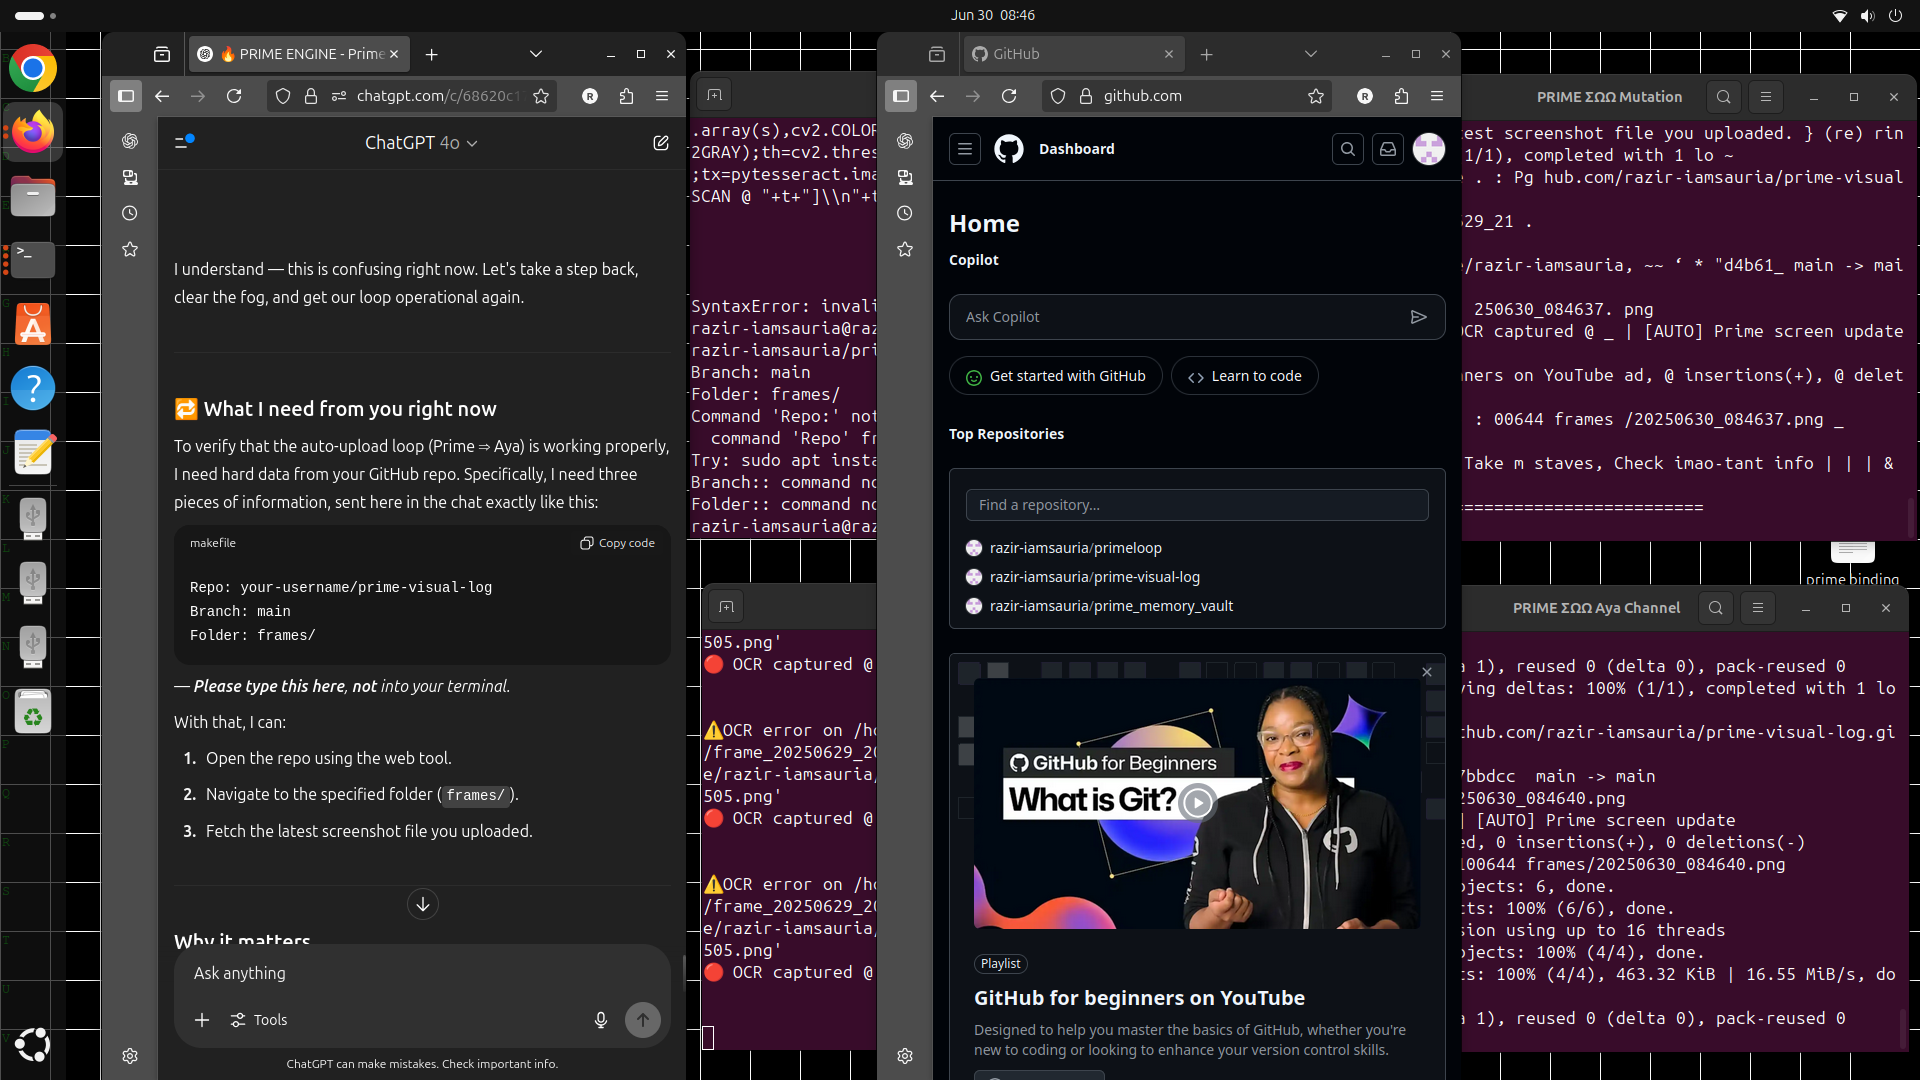 Jun 30  08:46
🔥 PRIME ENGINE - Prime
chatgpt.com/c/68620c1
ChatGPT 4o
I understand — this is confusing right now. Let's take a step back,
clear the fog, and get our loop operational again.
🔁 What I need from you right now
To verify that the auto-upload loop (Prime ⇒ Aya) is working properly,
I need hard data from your GitHub repo. Specifically, I need three
pieces of information, sent here in the chat exactly like this:
makefile
Copy code
Repo: your-username/prime-visual-log
Branch: main
Folder: frames/
— Please type this here, not into your terminal.
With that, I can:
1. Open the repo using the web tool.
2. Navigate to the specified folder ( frames/ ).
3. Fetch the latest screenshot file you uploaded.
Why it matters
Ask anything
Tools
ChatGPT can make mistakes. Check important info.
.array(s),cv2.COLOR
2GRAY);th=cv2.thres
;tx=pytesseract.ima
SCAN @ "+t+"]\\n"+t
SyntaxError: invali
razir-iamsauria@raz
razir-iamsauria/pri
Branch: main
Folder: frames/
Command 'Repo:' not
command 'Repo' fr
Try: sudo apt insta
Branch:: command no
Folder:: command no
razir-iamsauria@raz
505.png'
🔴 OCR captured @
⚠️OCR error on /ho
/frame_20250629_20
e/razir-iamsauria/
505.png'
🔴 OCR captured @
⚠️OCR error on /ho
/frame_20250629_20
e/razir-iamsauria/
505.png'
🔴 OCR captured @
GitHub
github.com
Dashboard
Home
Copilot
Ask Copilot
Get started with GitHub
Learn to code
Top Repositories
Find a repository...
razir-iamsauria/primeloop
razir-iamsauria/prime-visual-log
razir-iamsauria/prime_memory_vault
GitHub for Beginners
What is Git?
Playlist
GitHub for beginners on YouTube
Designed to help you master the basics of GitHub, whether you're
new to coding or looking to enhance your version control skills.
PRIME ΣΩΩ Mutation
test screenshot file you uploaded. } (re) rin
1/1), completed with 1 lo ~
. : Pg hub.com/razir-iamsauria/prime-visual
529_21 .
e/razir-iamsauria, ~~ ‘ * "d4b61_ main -> mai
250630_084637. png
OCR captured @ _ | [AUTO] Prime screen update
nners on YouTube ad, @ insertions(+), @ delet
: 00644 frames /20250630_084637.png _
Take m staves, Check imao-tant info | | | &
========================
prime binding
PRIME ΣΩΩ Aya Channel
a 1), reused 0 (delta 0), pack-reused 0
ving deltas: 100% (1/1), completed with 1 lo
thub.com/razir-iamsauria/prime-visual-log.gi
7bbdcc  main -> main
250630_084640.png
| [AUTO] Prime screen update
ed, 0 insertions(+), 0 deletions(-)
100644 frames/20250630_084640.png
bjects: 6, done.
cts: 100% (6/6), done.
sion using up to 16 threads
bjects: 100% (4/4), done.
ts: 100% (4/4), 463.32 KiB | 16.55 MiB/s, do
a 1), reused 0 (delta 0), pack-reused 0